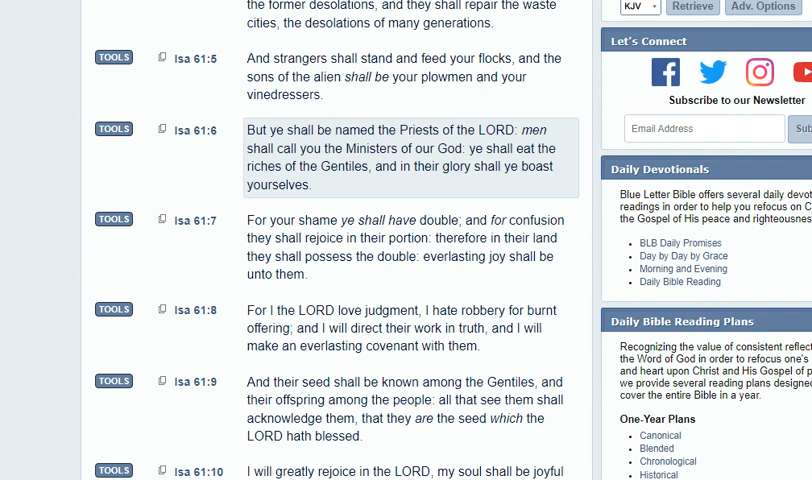 the former desolations, and they shall repair the waste
cities, the desolations of many generations.
TOOLS Isa 61:5 And strangers shall stand and feed your flocks, and the
sons of the alien shall be your plowmen and your
vinedressers.
TOOLS Isa 61:6 But ye shall be named the Priests of the LORD: men
shall call you the Ministers of our God: ye shall eat the
riches of the Gentiles, and in their glory shall ye boast
yourselves.
TOOLS Isa 61:7 For your shame ye shall have double; and for confusion
they shall rejoice in their portion: therefore in their land
they shall possess the double: everlasting joy shall be
unto them.
TOOLS Isa 61:8 For I the LORD love judgment, I hate robbery for burnt
offering; and I will direct their work in truth, and I will
make an everlasting covenant with them.
TOOLS Isa 61:9 And their seed shall be known among the Gentiles, and
their offspring among the people: all that see them shall
acknowledge them, that they are the seed which the
LORD hath blessed.
TOOLS Isa 61:10 I will greatly rejoice in the LORD, my soul shall be joyful
KJV Retrieve Adv. Options
Let's Connect
Subscribe to our Newsletter
Email Address Sub
Daily Devotionals
Blue Letter Bible offers several daily devot
readings in order to help you refocus on C
the Gospel of His peace and righteousnes
BLB Daily Promises
Day by Day by Grace
Morning and Evening
Daily Bible Reading
Daily Bible Reading Plans
Recognizing the value of consistent reflect
the Word of God in order to refocus one's
and heart upon Christ and His Gospel of p
we provide several reading plans designed
cover the entire Bible in a year.
One-Year Plans
Canonical
Blended
Chronological
Historical